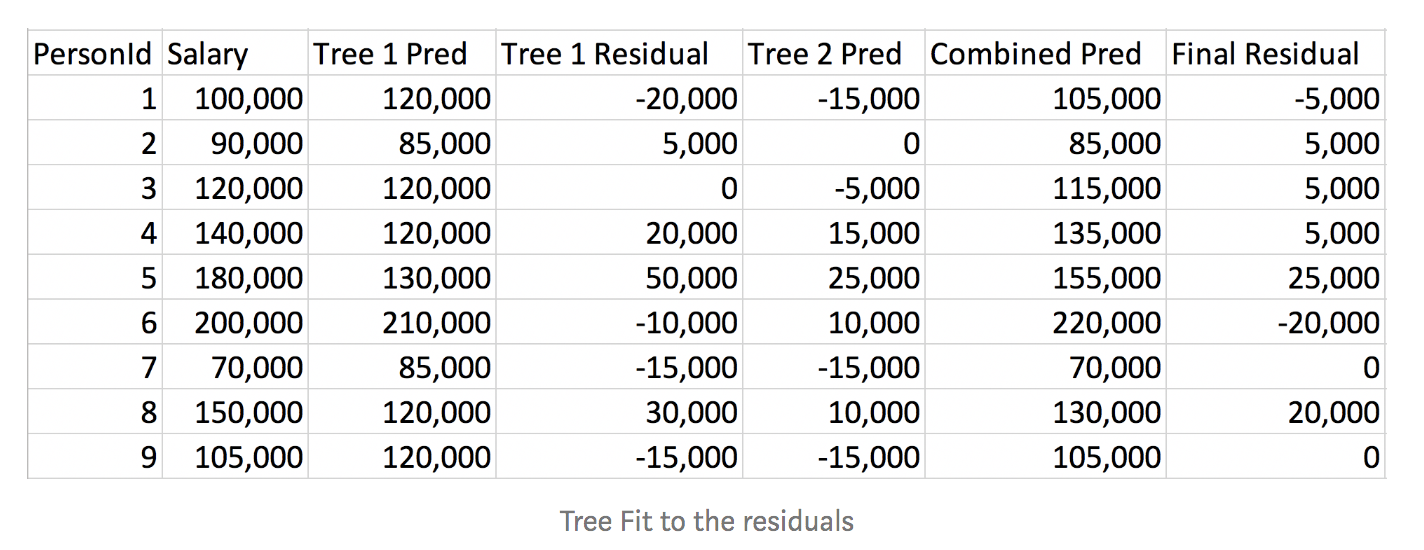 PersonId Salary Tree 1 Pred Tree 1 Residual Tree 2 Pred Combined Pred Final Residual
1 100,000 120,000 -20,000 -15,000 105,000 -5,000
2 90,000 85,000 5,000 0 85,000 5,000
3 120,000 120,000 0 -5,000 115,000 5,000
4 140,000 120,000 20,000 15,000 135,000 5,000
5 180,000 130,000 50,000 25,000 155,000 25,000
6 200,000 210,000 -10,000 10,000 220,000 -20,000
7 70,000 85,000 -15,000 -15,000 70,000 0
8 150,000 120,000 30,000 10,000 130,000 20,000
9 105,000 120,000 -15,000 -15,000 105,000 0
Tree Fit to the residuals